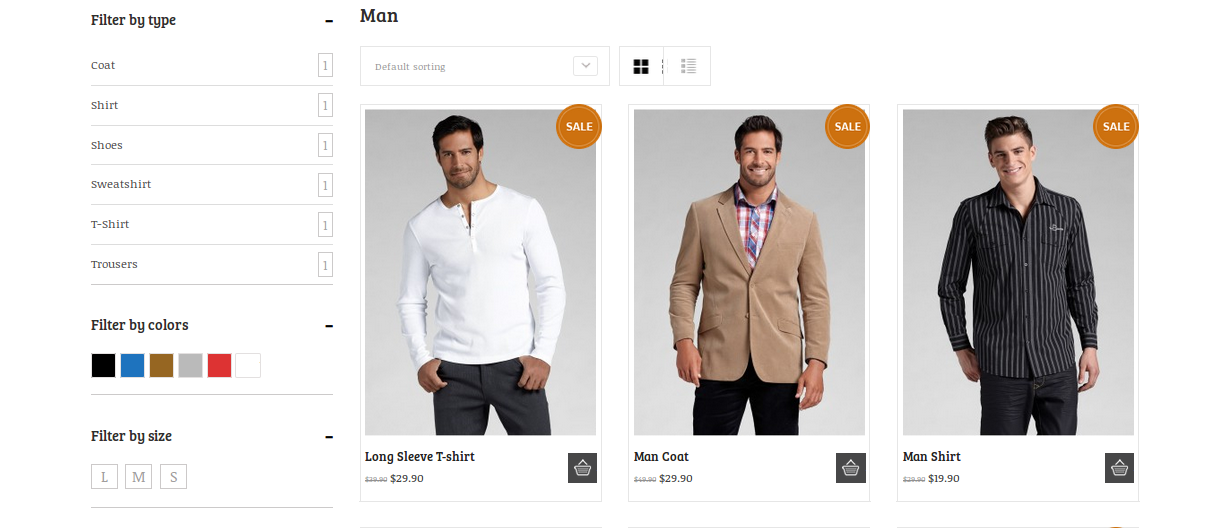 Filter by type
-
Coat
1
Shirt
1
Shoes
1
Sweatshirt
1
T-Shirt
1
Trousers
1
Filter by colors
-
Filter by size
-
L M S
Man
Default sorting
SALE
SALE
SALE
Long Sleeve T-shirt
$39.90 $29.90
Man Coat
$49.90 $29.90
Man Shirt
$29.90 $19.90